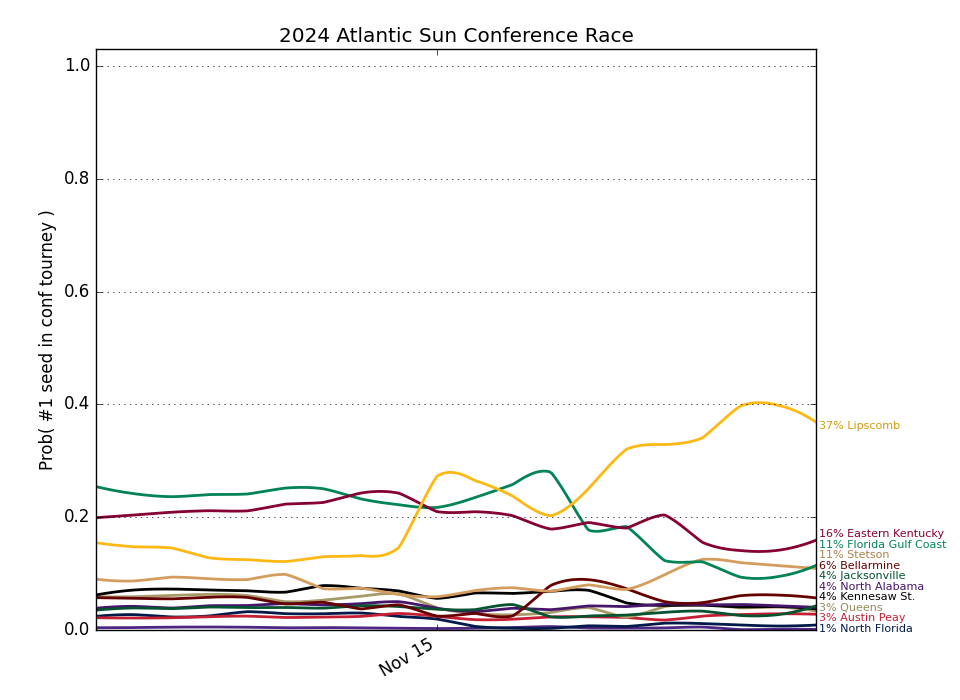 2024 Atlantic Sun Conference Race
Prob( #1 seed in conf tourney )
1.0
0.8
0.6
0.4
0.2
0.0
Nov 15
37% Lipscomb
16% Eastern Kentucky
11% Florida Gulf Coast
11% Stetson
6% Bellarmine
4% Jacksonville
4% North Alabama
4% Kennesaw St.
3% Queens
3% Austin Peay
1% North Florida